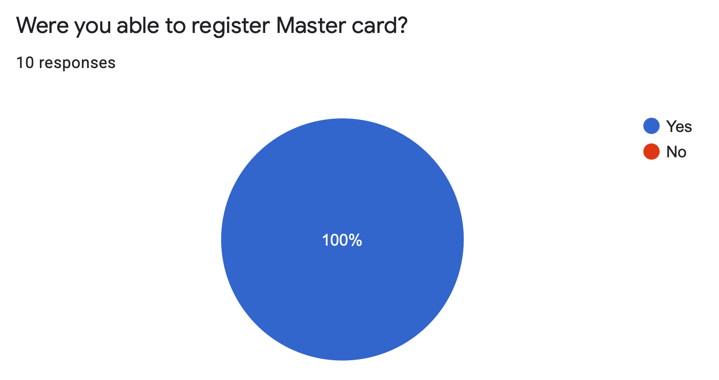 Were you able to register Master card?
10 responses
Yes
No
100%